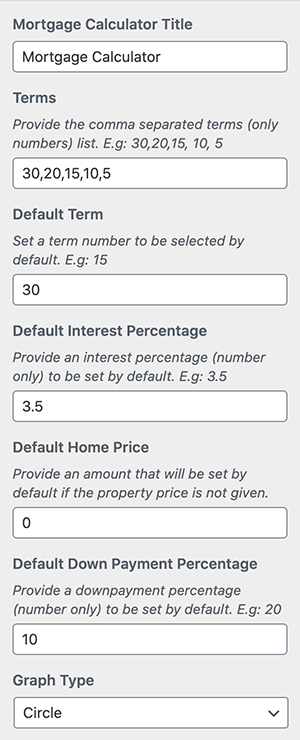 Mortgage Calculator Title
Mortgage Calculator
Terms
Provide the comma separated terms (only
numbers) list. E.g: 30,20,15, 10, 5
30,20,15,10,5
Default Term
Set a term number to be selected by
default. E.g: 15
30
Default Interest Percentage
Provide an interest percentage (number
only) to be set by default. E.g: 3.5
3.5
Default Home Price
Provide an amount that will be set by
default if the property price is not given.
0
Default Down Payment Percentage
Provide a downpayment percentage
(number only) to be set by default. E.g: 20
10
Graph Type
Circle